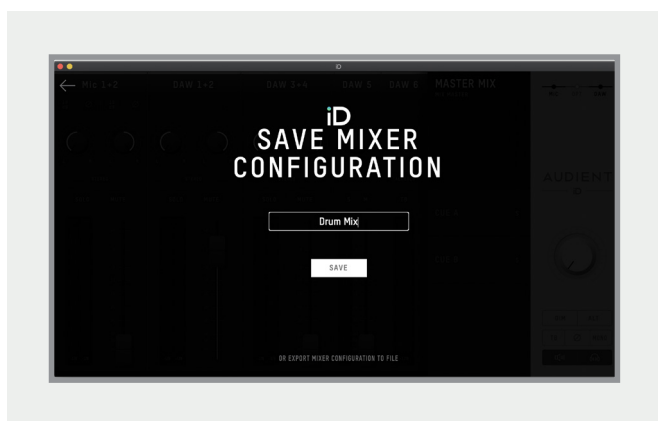 iD
Mic 1+2 DAW 1+2 DAW 3+4 DAW 5 DAW 6 MASTER MIX
iD
SAVE MIXER
CONFIGURATION
AUDIENT
Drum Mix
SAVE
OR EXPORT MIXER CONFIGURATION TO FILE